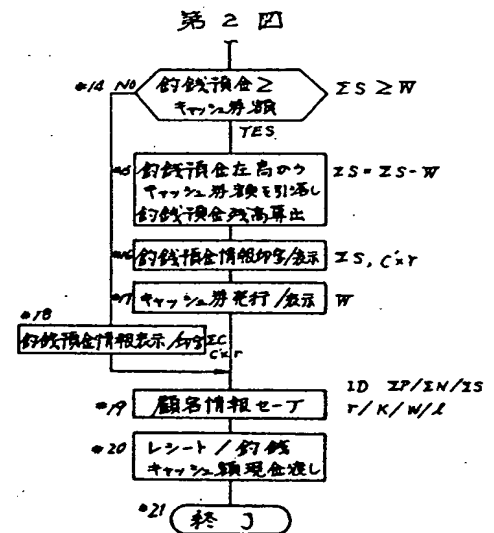 第2図
#14 NO 釣銭預金≥ ΣS≥W
キャッシュ券額
YES
#15 釣銭預金在高から ΣS=ΣS-W
キャッシュ券額を引落し
釣銭預金残高算出
#16 釣銭預金情報印字/表示 ΣS, C×r
#17 キャッシュ券発行/表示 W
#18
釣銭預金情報表示/印字 ΣC
C×r
ID ΣP/ΣN/ΣS
#19 顧客情報セーブ r/K/W/l
#20 レシート/釣銭
キャッシュ額現金渡し
#21 終了